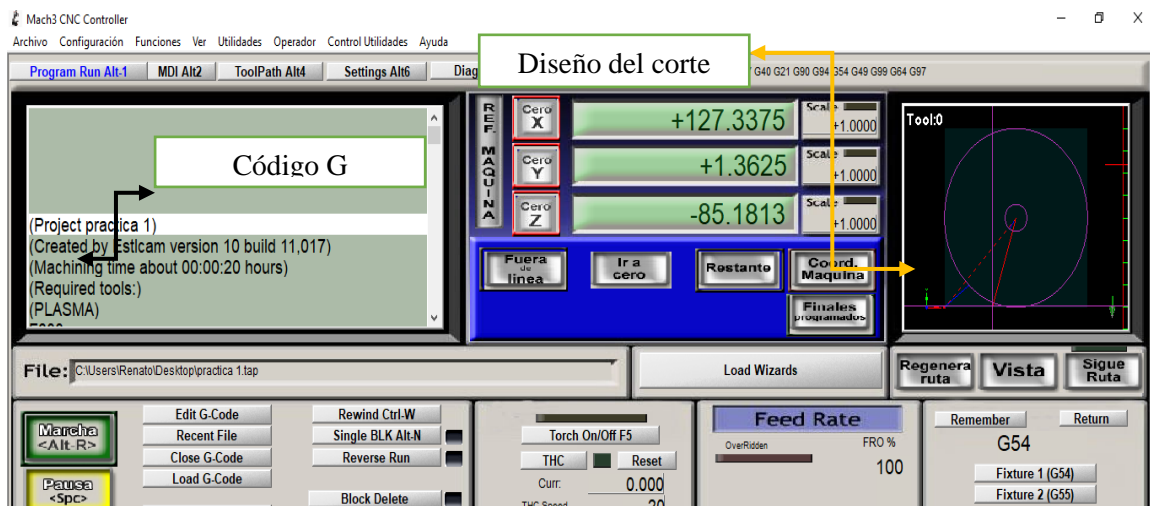 Mach3 CNC Controller
Archivo Configuración Funciones Ver Utilidades Operador Control Utilidades Ayuda
Program Run Alt-1 MDI Alt2 ToolPath Alt4 Settings Alt6
G40 G21 G90 G94 G54 G49 G99 G64 G97
Diseño del corte
Código G
(Project practica 1)
(Created by Estlcam version 10 build 11,017)
(Machining time about 00:00:20 hours)
(Required tools:)
(PLASMA)
REF. MAQUINA
Cero X +127.3375 Scale +1.0000
Cero Y +1.3625 Scale +1.0000
Cero Z -85.1813 Scale +1.0000
Fuera de linea Ir a cero Restante Coord. Maquina
Finales programados
Tool:0
File: C:\Users\Renato\Desktop\practica 1.tap
Load Wizards
Regenera ruta Vista Sigue Ruta
Marcha <Alt-R>
Pausa <Spc>
Edit G-Code
Recent File
Close G-Code
Load G-Code
Rewind Ctrl-W
Single BLK Alt-N
Reverse Run
Block Delete
Torch On/Off F5
THC Reset
Curr: 0.000
THC Speed 20
Feed Rate
OverRidden FRO %
100
Remember Return
G54
Fixture 1 (G54)
Fixture 2 (G55)